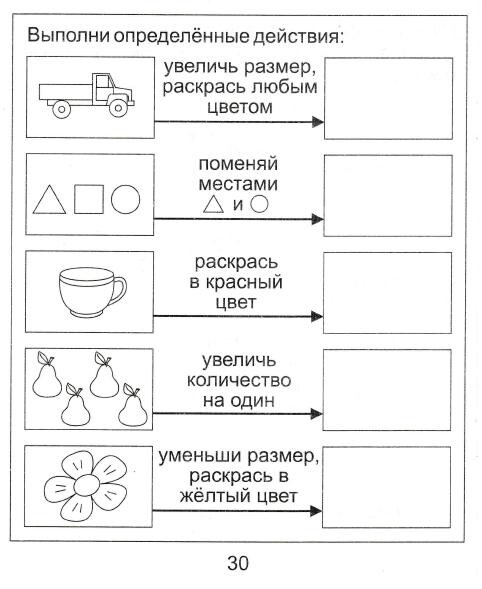 Выполни определённые действия:
увеличь размер,
раскрась любым
цветом
поменяй
местами
△ и ○
раскрась
в красный
цвет
увеличь
количество
на один
уменьши размер,
раскрась в
жёлтый цвет
30